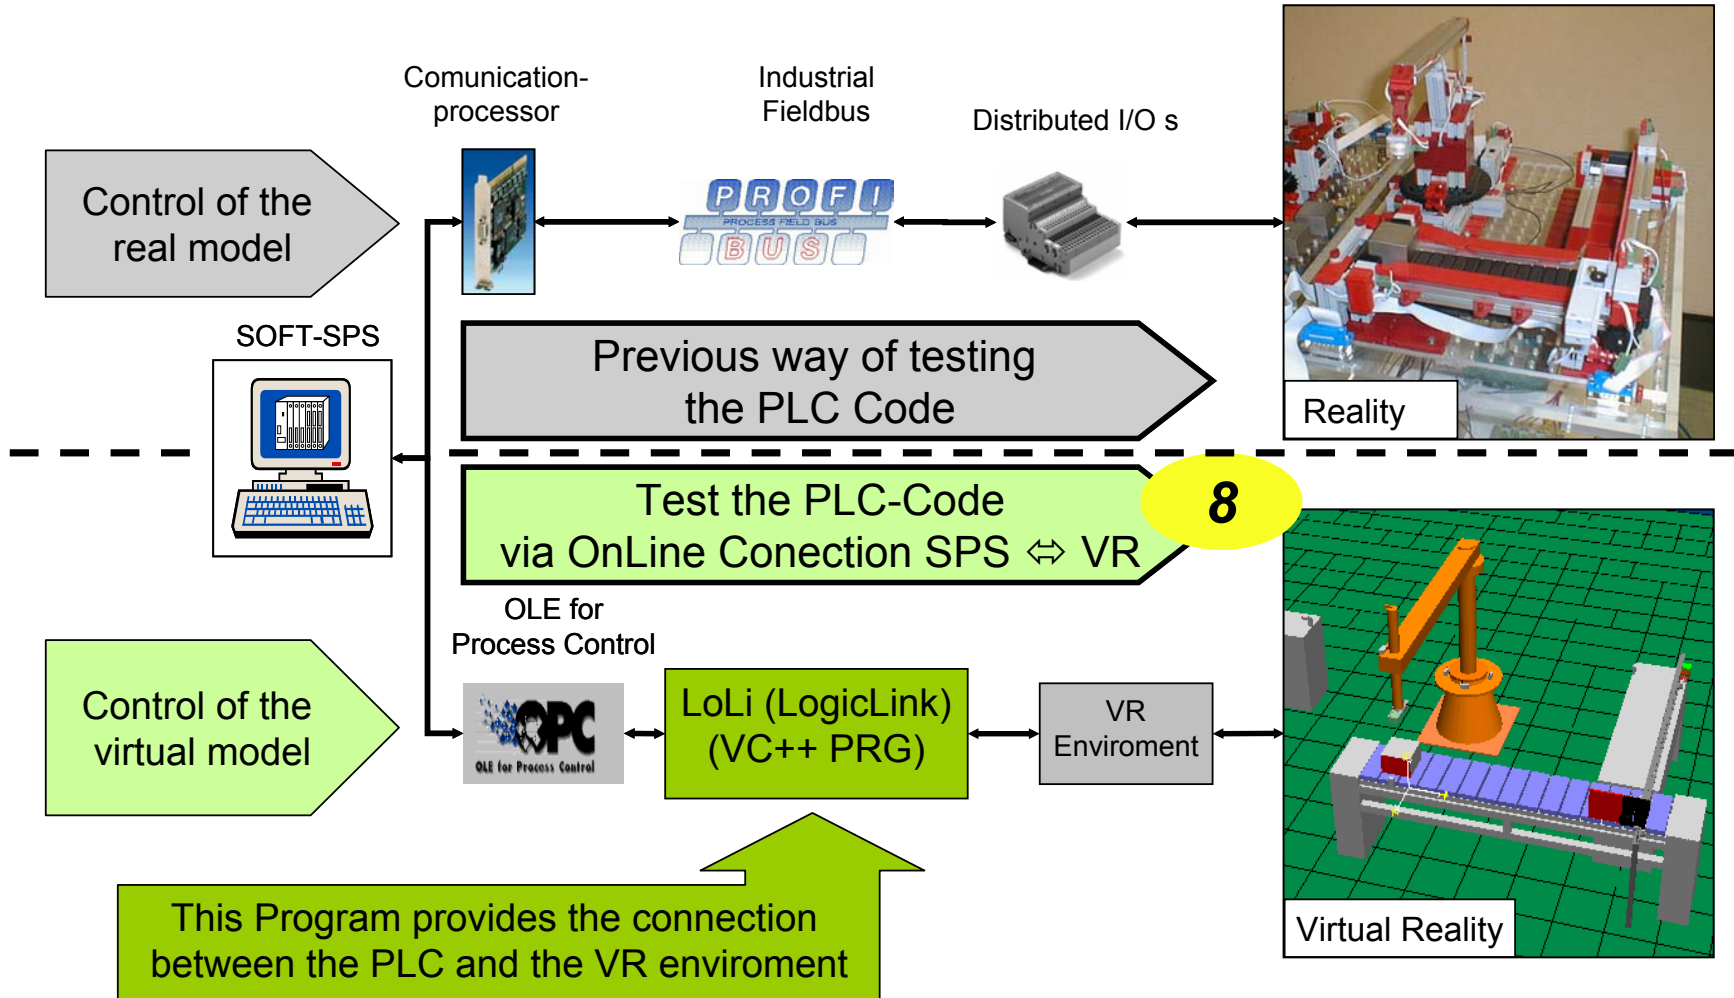 Comunication-
processor
Industrial
Fieldbus
Distributed I/O s
Control of the
real model
PROFI
PROCESS FIELD BUS
BUS
SOFT-SPS
Previous way of testing
the PLC Code
Reality
Test the PLC-Code
via OnLine Conection SPS ⇔ VR
8
OLE for
Process Control
Control of the
virtual model
OPC
OLE for Process Control
LoLi (LogicLink)
(VC++ PRG)
VR
Enviroment
Virtual Reality
This Program provides the connection
between the PLC and the VR enviroment